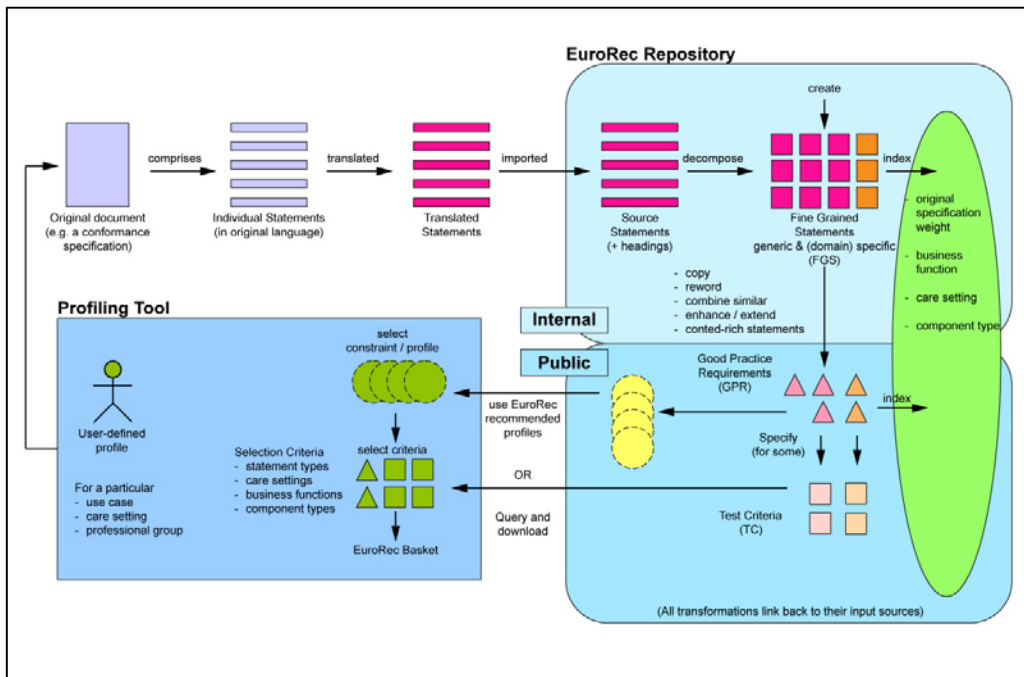 EuroRec Repository
create
comprises
translated
imported
decompose
index
Original document
(e.g. a conformance
specification)
Individual Statements
(in original language)
Translated
Statements
Source
Statements
(+ headings)
Fine Grained
Statements
generic & (domain) specific
(FGS)
- original
specification
weight
- business
function
- care setting
- component type
- copy
- reword
- combine similar
- enhance / extend
- conted-rich statements
Internal
Public
Profiling Tool
select
constraint / profile
User-defined
profile
For a particular
- use case
- care setting
- professional group
Selection Criteria
- statement types
- care settings
- business functions
- component types
select criteria
EuroRec Basket
use EuroRec
recommended
profiles
OR
Query and
download
Good Practice
Requirements
(GPR)
index
Specify
(for some)
Test Criteria
(TC)
(All transformations link back to their input sources)